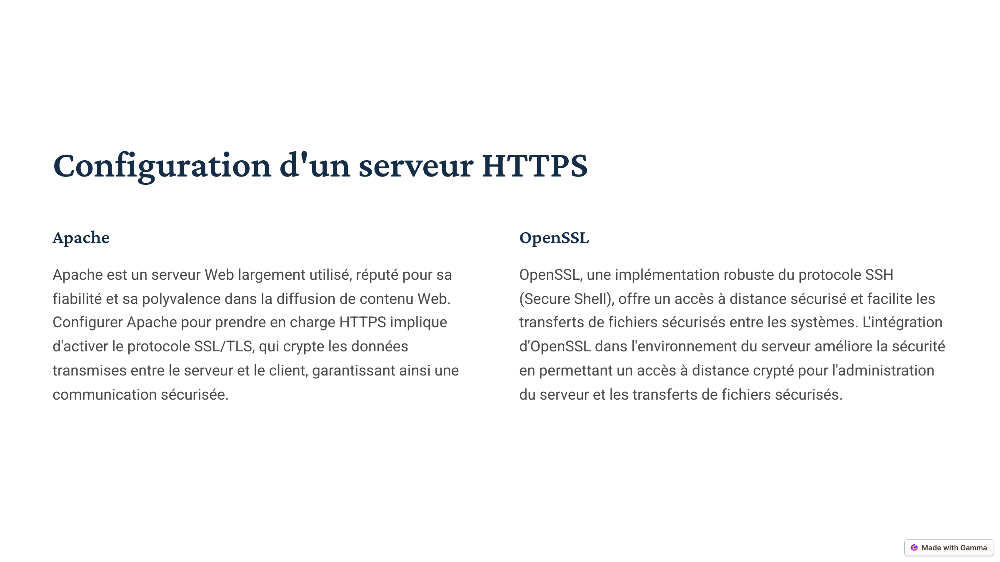 Configuration d'un serveur HTTPS
Apache
Apache est un serveur Web largement utilisé, réputé pour sa
fiabilité et sa polyvalence dans la diffusion de contenu Web.
Configurer Apache pour prendre en charge HTTPS implique
d'activer le protocole SSL/TLS, qui crypte les données
transmises entre le serveur et le client, garantissant ainsi une
communication sécurisée.
OpenSSL
OpenSSL, une implémentation robuste du protocole SSH
(Secure Shell), offre un accès à distance sécurisé et facilite les
transferts de fichiers sécurisés entre les systèmes. L'intégration
d'OpenSSL dans l'environnement du serveur améliore la sécurité
en permettant un accès à distance crypté pour l'administration
du serveur et les transferts de fichiers sécurisés.
Made with Gamma